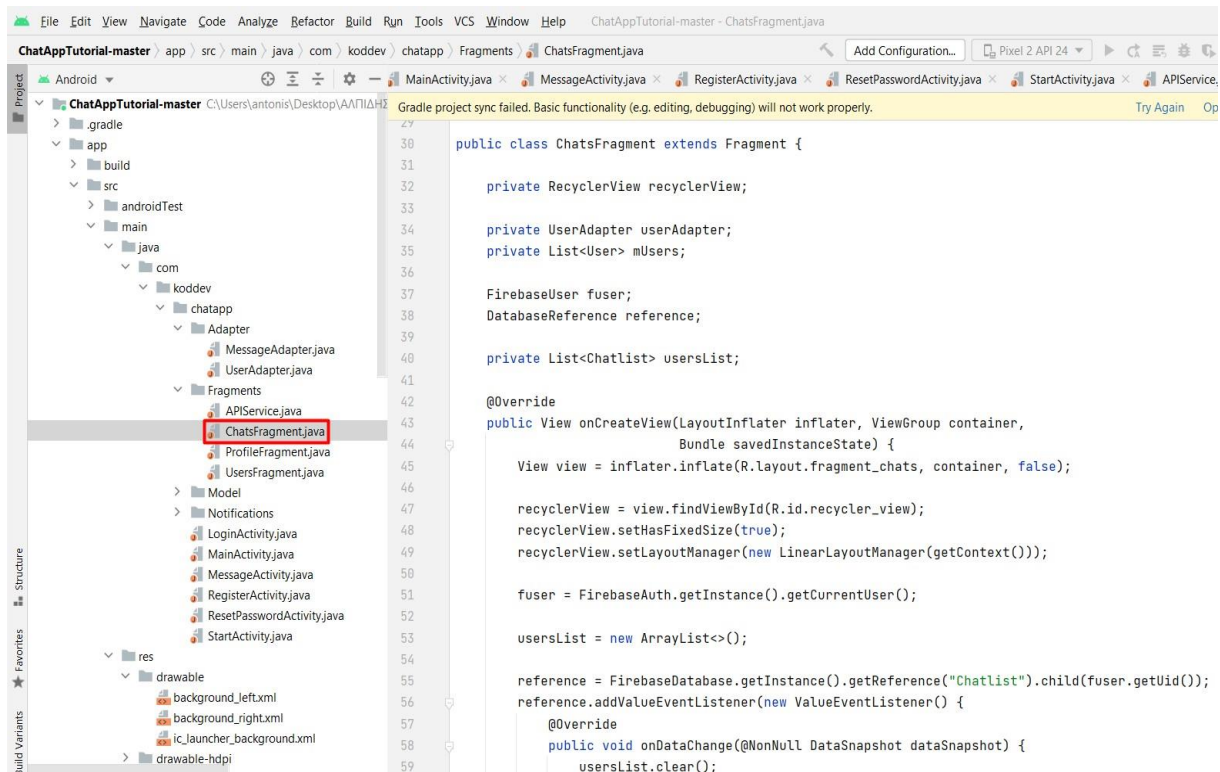 File Edit View Navigate Code Analyze Refactor Build Run Tools VCS Window Help ChatAppTutorial-master - ChatsFragment.java
ChatAppTutorial-master app src main java com koddev chatapp Fragments ChatsFragment.java Add Configuration... Pixel 2 API 24
Project
Android
MainActivity.java MessageActivity.java RegisterActivity.java ResetPasswordActivity.java StartActivity.java APIService.
Gradle project sync failed. Basic functionality (e.g. editing, debugging) will not work properly. Try Again Op
ChatAppTutorial-master C:\Users\antonis\Desktop\ΑΛΠΙΔΗΣ
.gradle
app
build
src
androidTest
main
java
com
koddev
chatapp
Adapter
MessageAdapter.java
UserAdapter.java
Fragments
APIService.java
ChatsFragment.java
ProfileFragment.java
UsersFragment.java
Model
Notifications
LoginActivity.java
MainActivity.java
MessageActivity.java
RegisterActivity.java
ResetPasswordActivity.java
StartActivity.java
res
drawable
background_left.xml
background_right.xml
ic_launcher_background.xml
drawable-hdpi
Structure
Favorites
Build Variants
29
30 public class ChatsFragment extends Fragment {
31
32 private RecyclerView recyclerView;
33
34 private UserAdapter userAdapter;
35 private List<User> mUsers;
36
37 FirebaseUser fuser;
38 DatabaseReference reference;
39
40 private List<Chatlist> usersList;
41
42 @Override
43 public View onCreateView(LayoutInflater inflater, ViewGroup container,
44 Bundle savedInstanceState) {
45 View view = inflater.inflate(R.layout.fragment_chats, container, false);
46
47 recyclerView = view.findViewById(R.id.recycler_view);
48 recyclerView.setHasFixedSize(true);
49 recyclerView.setLayoutManager(new LinearLayoutManager(getContext()));
50
51 fuser = FirebaseAuth.getInstance().getCurrentUser();
52
53 usersList = new ArrayList<>();
54
55 reference = FirebaseDatabase.getInstance().getReference("Chatlist").child(fuser.getUid());
56 reference.addValueEventListener(new ValueEventListener() {
57 @Override
58 public void onDataChange(@NonNull DataSnapshot dataSnapshot) {
59 usersList.clear();